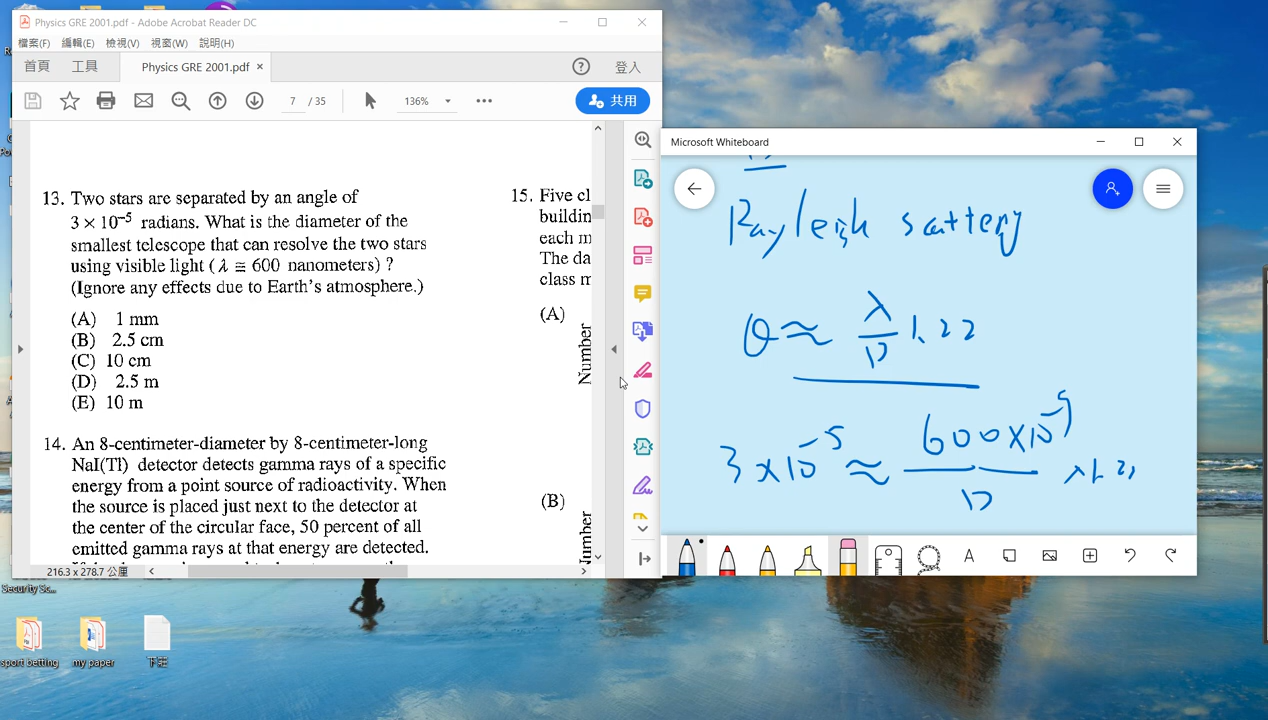 Physics GRE 2001.pdf - Adobe Acrobat Reader DC
檔案(F) 編輯(E) 檢視(V) 視窗(W) 說明(H)
首頁 工具 Physics GRE 2001.pdf × 登入
7 / 35 136% 共用
13. Two stars are separated by an angle of
3 × 10⁻⁵ radians. What is the diameter of the
smallest telescope that can resolve the two stars
using visible light ( λ ≅ 600 nanometers) ?
(Ignore any effects due to Earth's atmosphere.)
(A) 1 mm
(B) 2.5 cm
(C) 10 cm
(D) 2.5 m
(E) 10 m
14. An 8-centimeter-diameter by 8-centimeter-long
NaI(Tl) detector detects gamma rays of a specific
energy from a point source of radioactivity. When
the source is placed just next to the detector at
the center of the circular face, 50 percent of all
emitted gamma rays at that energy are detected.
15. Five cl
buildin
each m
The da
class m
(A)
Number
(B)
Number
216.3 x 278.7 公厘
Microsoft Whiteboard
Rayleigh scattery
θ ≈ λ/D 1.22
3 × 10⁻⁵ ≈ 600×10⁻⁹/D ×1.22
A
Security Sc...
sport betting my paper 下莊